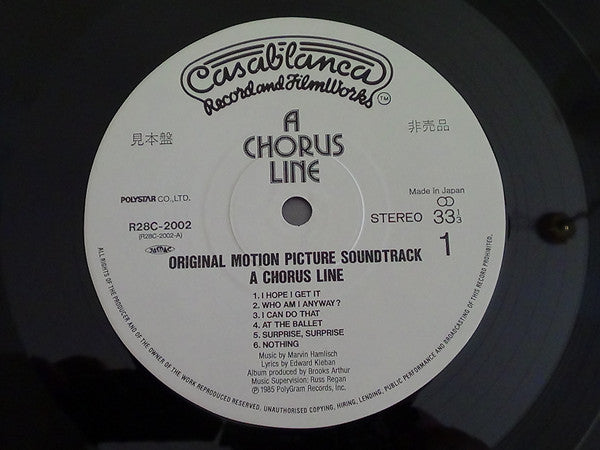 Casablanca
Record and FilmWorks TM
A
CHORUS
LINE
見本盤
非売品
POLYSTAR CO., LTD.
Made In Japan
R28C-2002
(R28C-2002-A)
STEREO 33 1/3
1
ORIGINAL MOTION PICTURE SOUNDTRACK
A CHORUS LINE
1. I HOPE I GET IT
2. WHO AM I ANYWAY?
3. I CAN DO THAT
4. AT THE BALLET
5. SURPRISE, SURPRISE
6. NOTHING
Music by Marvin Hamlisch
Lyrics by Edward Kleban
Album produced by Brooks Arthur
Music Supervision: Russ Regan
Ⓟ 1985 PolyGram Records, Inc.
ALL RIGHTS OF THE PRODUCER AND OF THE OWNER OF THE WORK REPRODUCED RESERVED. UNAUTHORISED COPYING, HIRING, LENDING, PUBLIC PERFORMANCE AND BROADCASTING OF THIS RECORD PROHIBITED.